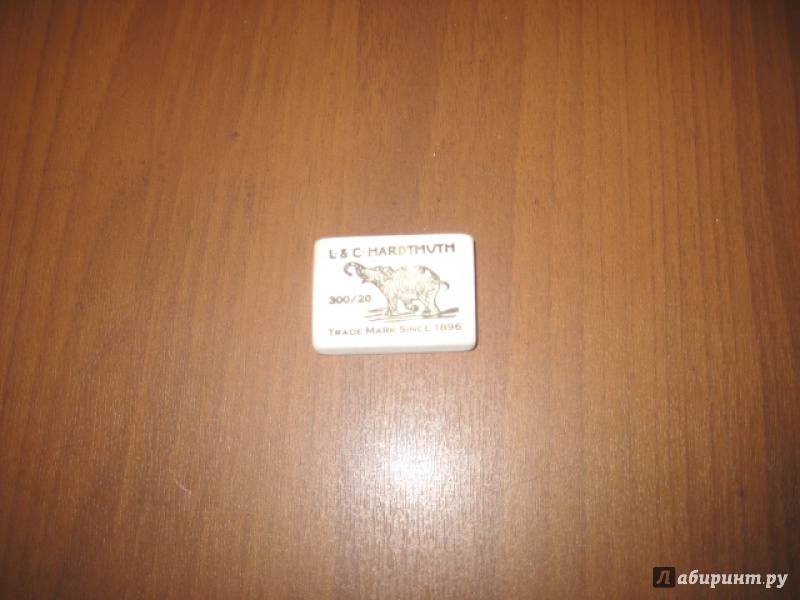 L & C HARDTMUTH
300/20
TRADE MARK SINCE 1896
Лабиринт.ру